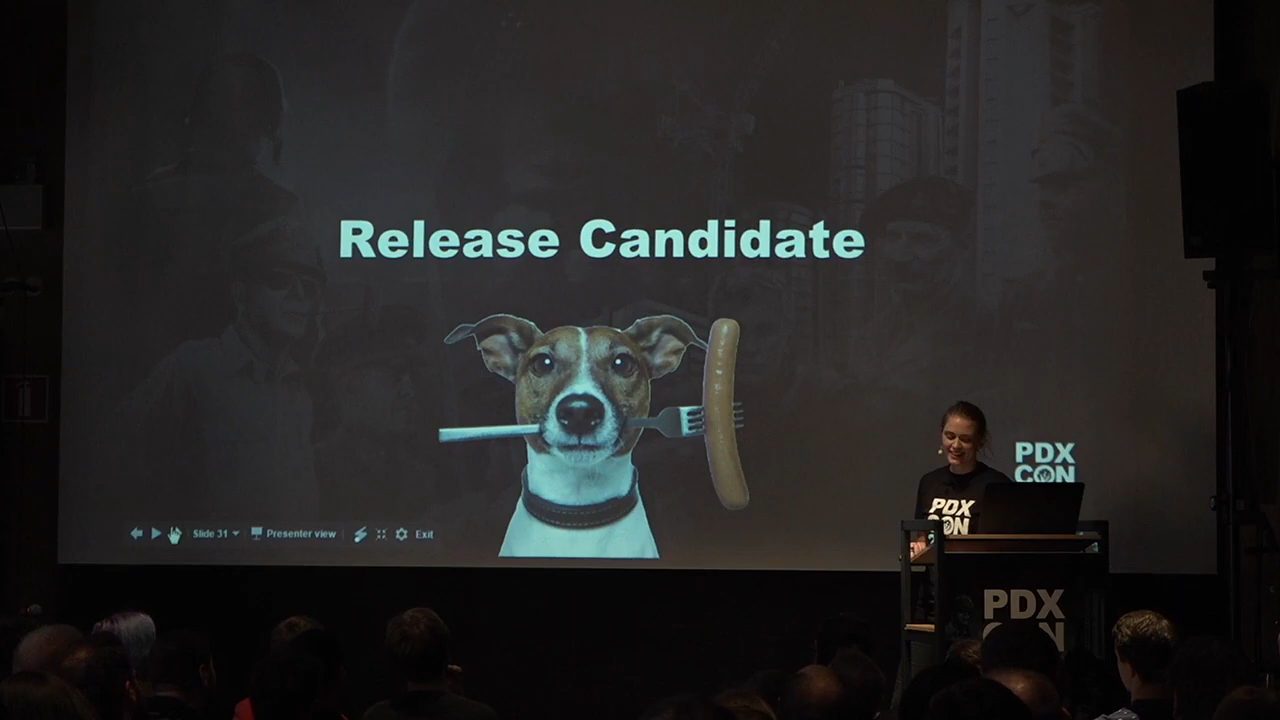 Release Candidate
PDX
CON
PDX
CON
Slide 31
Presenter view
Exit
PDX
CON